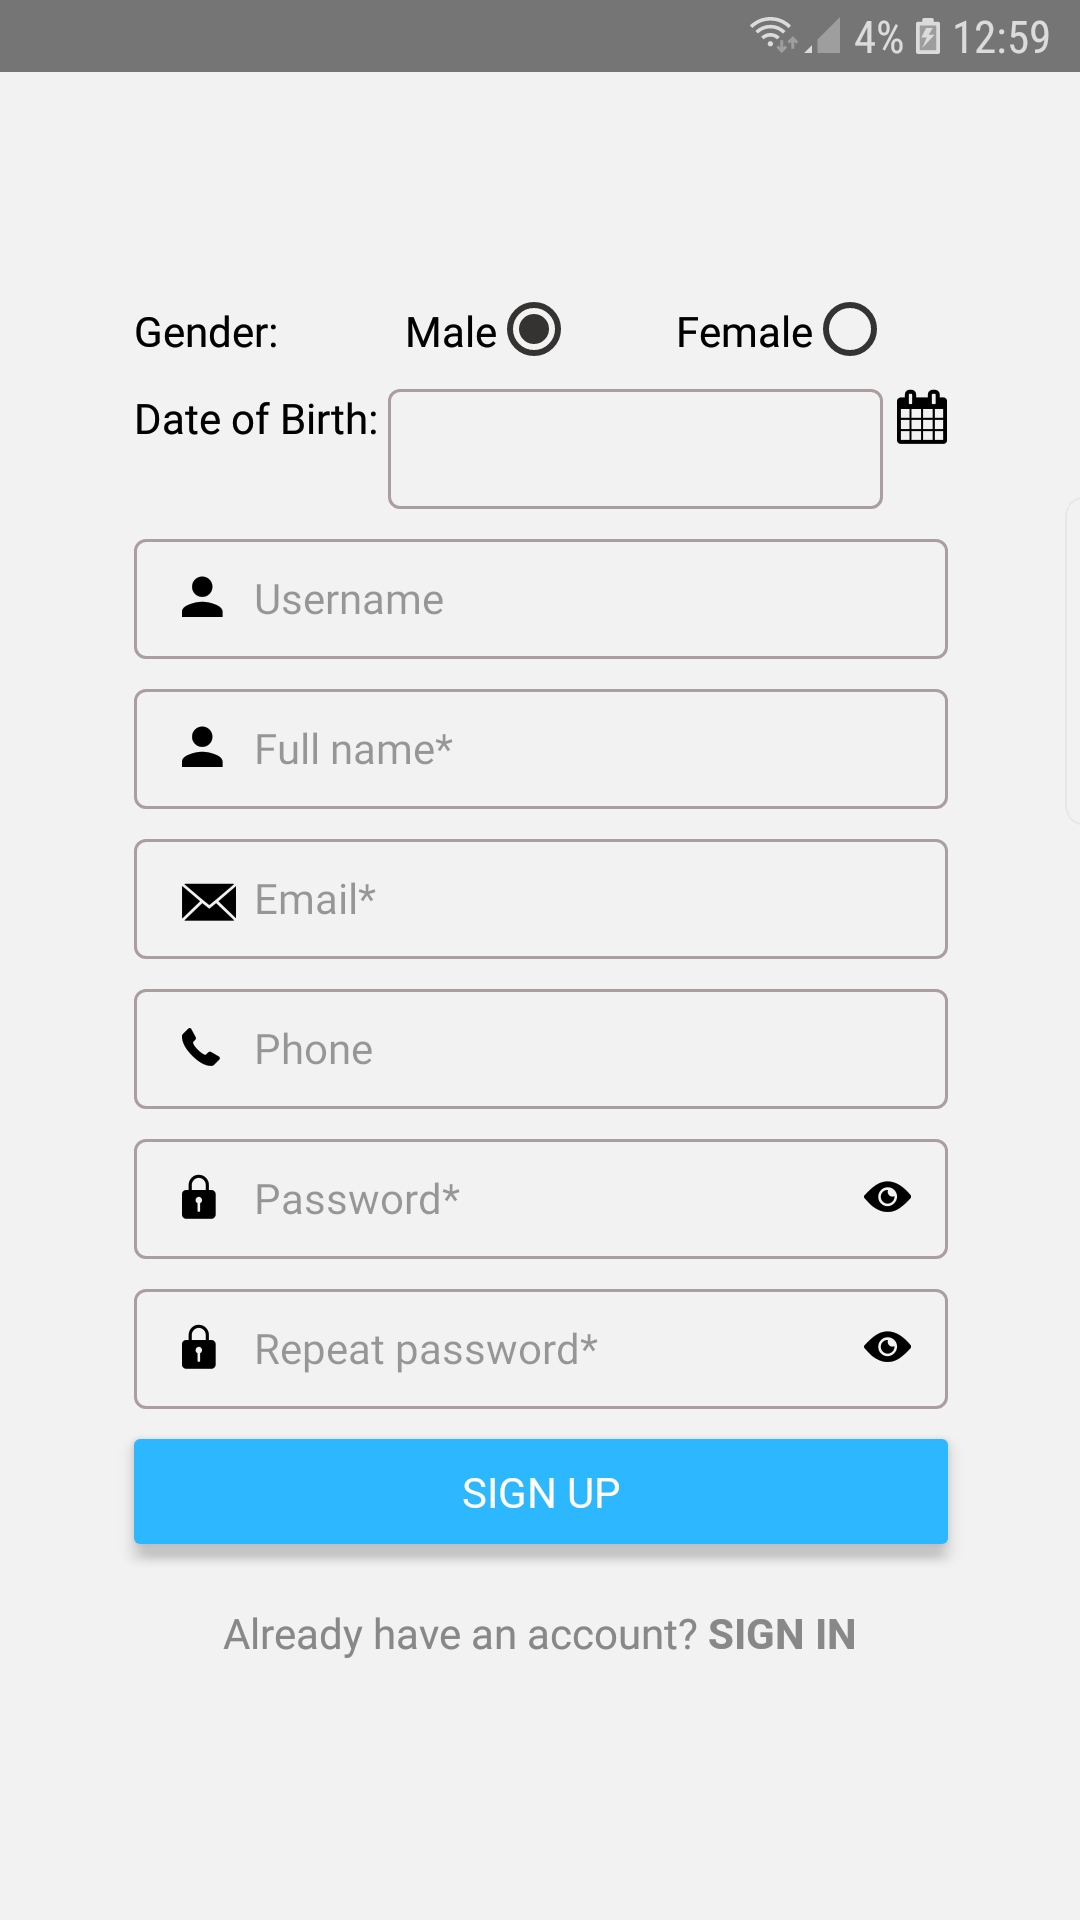 4% 12:59
Gender: Male Female
Date of Birth:
Username
Full name*
Email*
Phone
Password*
Repeat password*
SIGN UP
Already have an account? SIGN IN